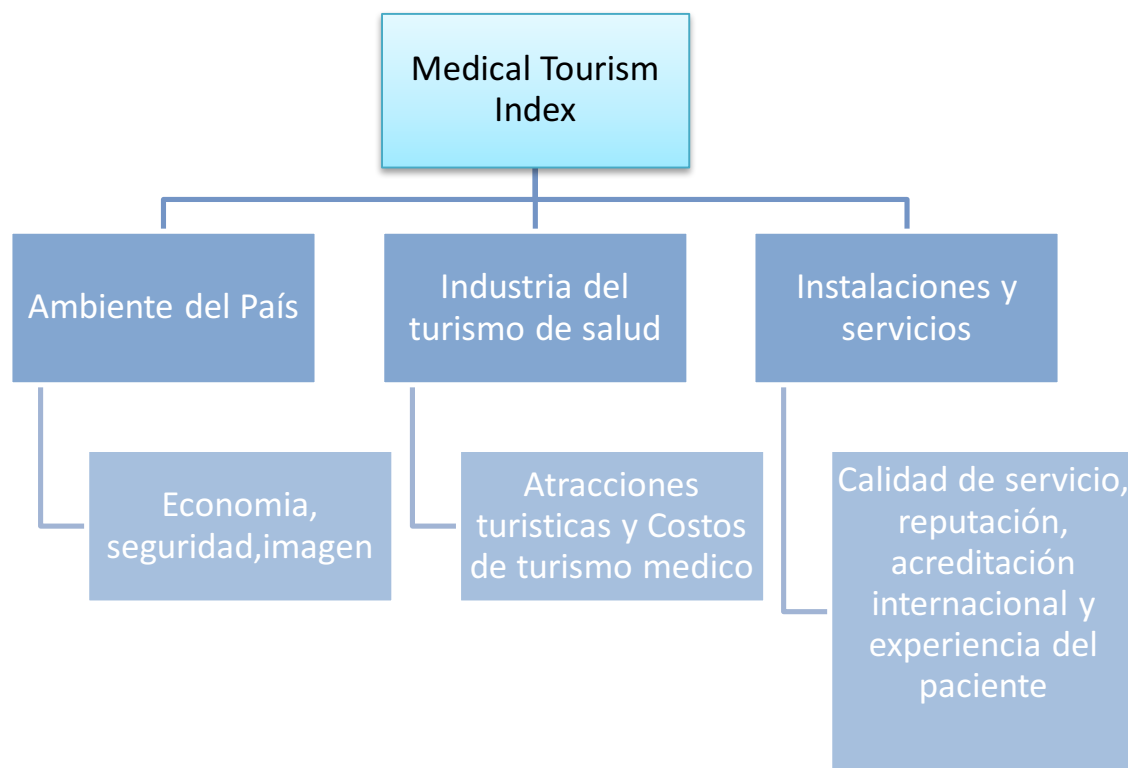 Medical Tourism
Index
Ambiente del País
Industria del
turismo de salud
Instalaciones y
servicios
Economia,
seguridad,imagen
Atracciones
turisticas y Costos
de turismo medico
Calidad de servicio,
reputación,
acreditación
internacional y
experiencia del
paciente